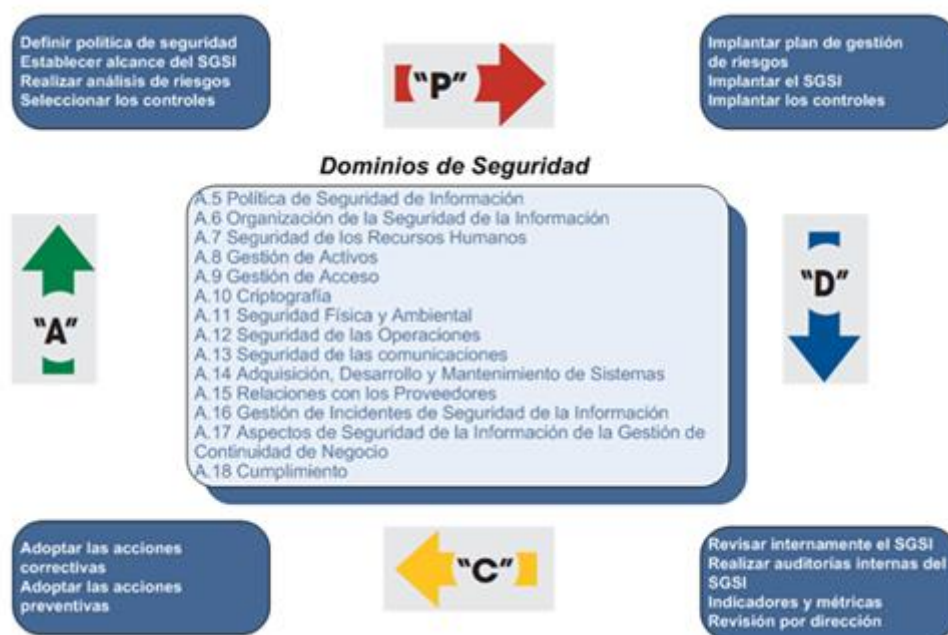 Definir política de seguridad
Establecer alcance del SGSI
Realizar análisis de riesgos
Seleccionar los controles
"P"
Implantar plan de gestión
de riesgos
Implantar el SGSI
Implantar los controles
Dominios de Seguridad
A.5 Política de Seguridad de Información
A.6 Organización de la Seguridad de la Información
A.7 Seguridad de los Recursos Humanos
A.8 Gestión de Activos
A.9 Gestión de Acceso
A.10 Criptografía
A.11 Seguridad Física y Ambiental
A.12 Seguridad de las Operaciones
A.13 Seguridad de las comunicaciones
A.14 Adquisición, Desarrollo y Mantenimiento de Sistemas
A.15 Relaciones con los Proveedores
A.16 Gestión de Incidentes de Seguridad de la Información
A.17 Aspectos de Seguridad de la Información de la Gestión de
Continuidad de Negocio
A.18 Cumplimiento
"A"
"D"
Adoptar las acciones
correctivas
Adoptar las acciones
preventivas
"C"
Revisar internamente el SGSI
Realizar auditorías internas del
SGSI
Indicadores y métricas
Revisión por dirección